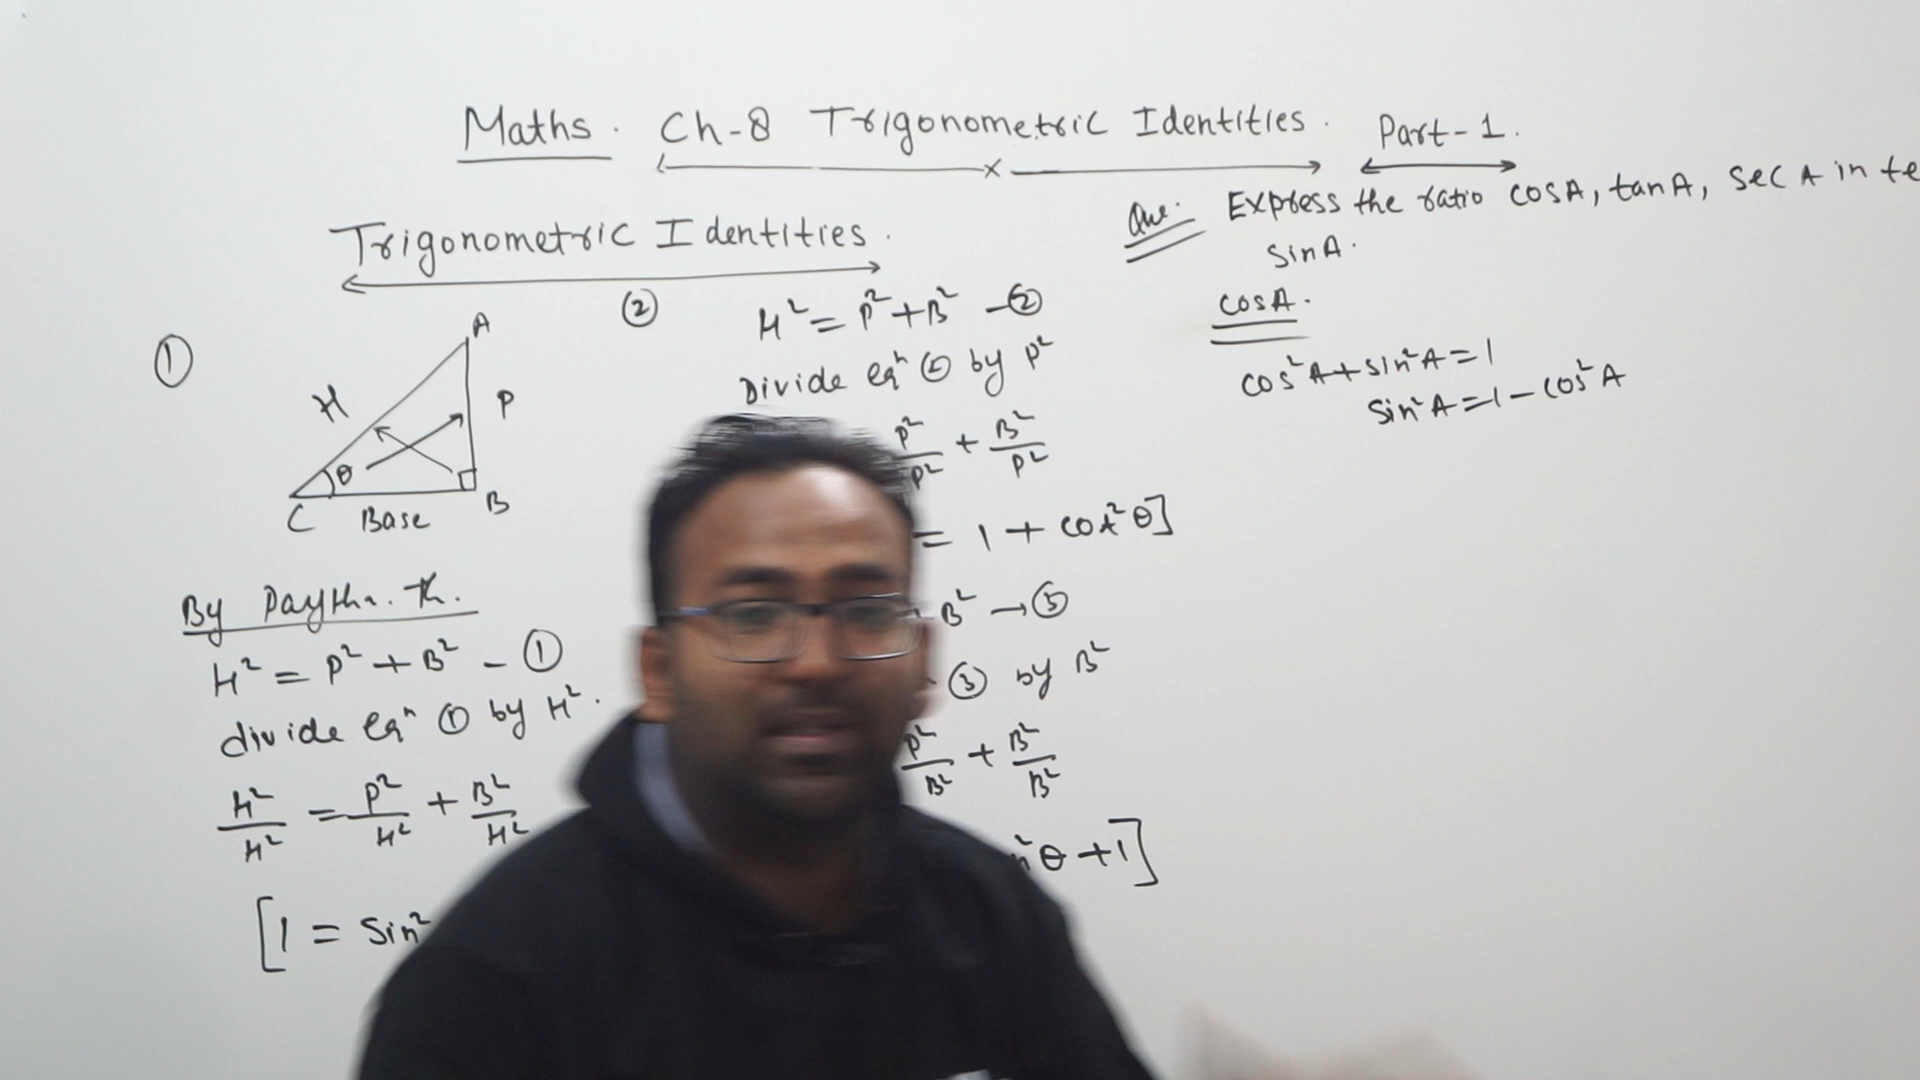 Maths. Ch-8 Trigonometric Identities. Part-1.
Trigonometric Identities.
①
A
H
P
θ
C Base B
By Paytha. Th.
H² = P² + B² - ①
divide eqⁿ ① by H².
H²/H² = P²/H² + B²/H²
[1 = Sin²
②
H² = P² + B² - ②
Divide eqⁿ ② by P²
P²/P² + B²/P²
= 1 + cot²θ]
B² → ③
③ by B²
P²/B² + B²/B²
θ + 1]
Que. Express the ratio cosA, tanA, sec A in
sinA.
cosA.
cos²A + sin²A = 1
sin²A = 1 - cos²A